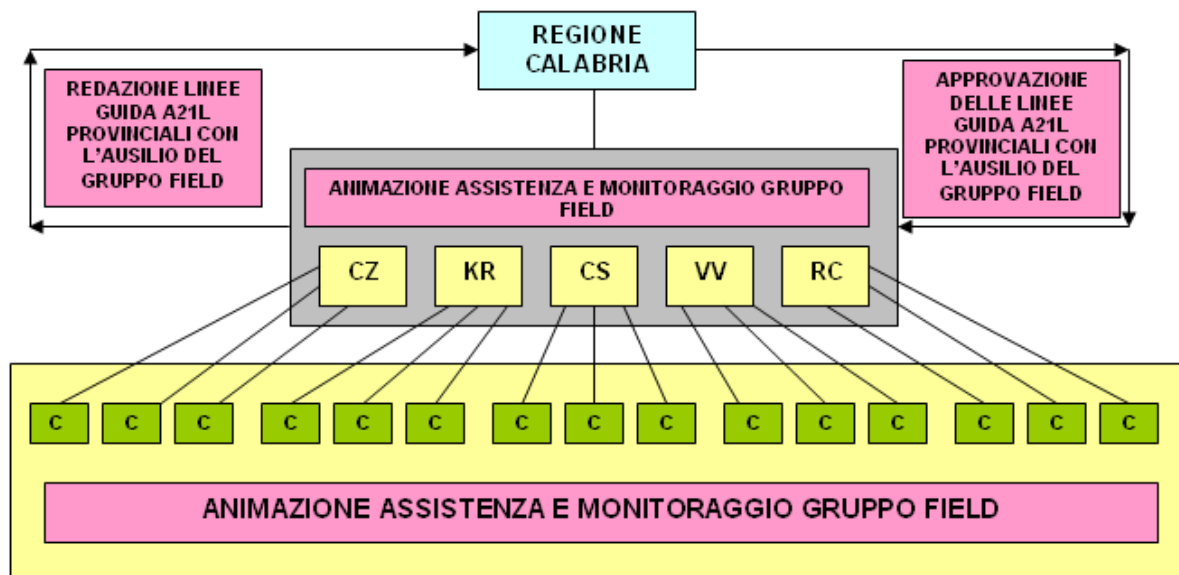 REGIONE
CALABRIA
REDAZIONE LINEE
GUIDA A21L
PROVINCIALI CON
L'AUSILIO DEL
GRUPPO FIELD
APPROVAZIONE
DELLE LINEE
GUIDA A21L
PROVINCIALI CON
L'AUSILIO DEL
GRUPPO FIELD
ANIMAZIONE ASSISTENZA E MONITORAGGIO GRUPPO
FIELD
CZ KR CS VV RC
C C C C C C C C C C C C C C C
ANIMAZIONE ASSISTENZA E MONITORAGGIO GRUPPO FIELD